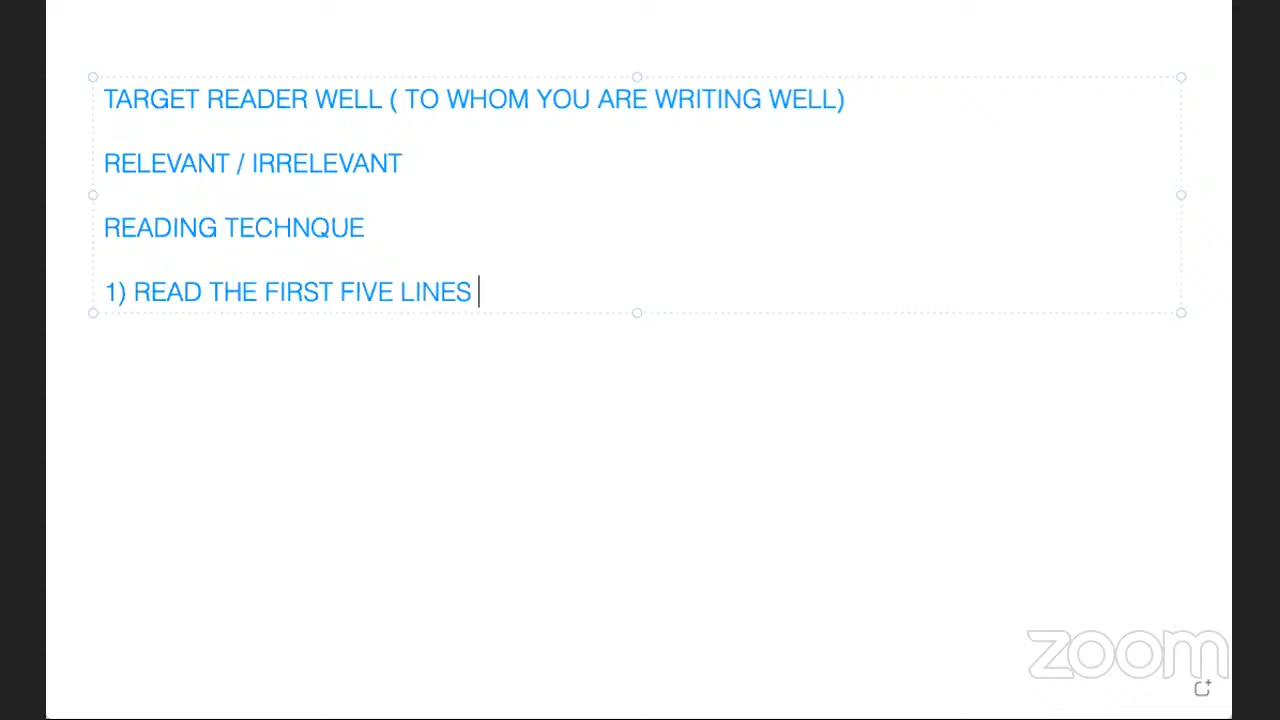 TARGET READER WELL ( TO WHOM YOU ARE WRITING WELL)
RELEVANT / IRRELEVANT
READING TECHNQUE
1) READ THE FIRST FIVE LINES
zoom